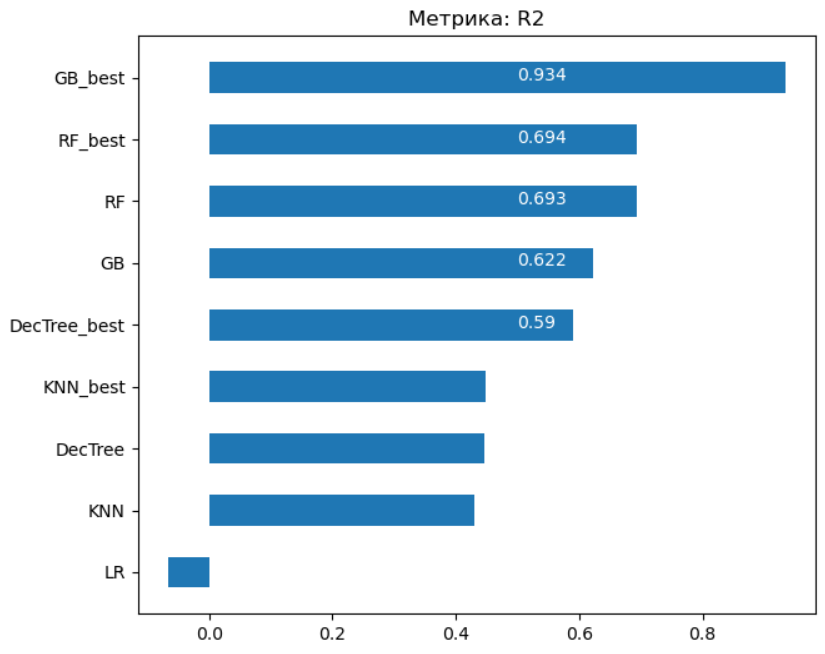 Метрика: R2
GB_best
0.934
RF_best
0.694
RF
0.693
GB
0.622
DecTree_best
0.59
KNN_best
DecTree
KNN
LR
0.0 0.2 0.4 0.6 0.8